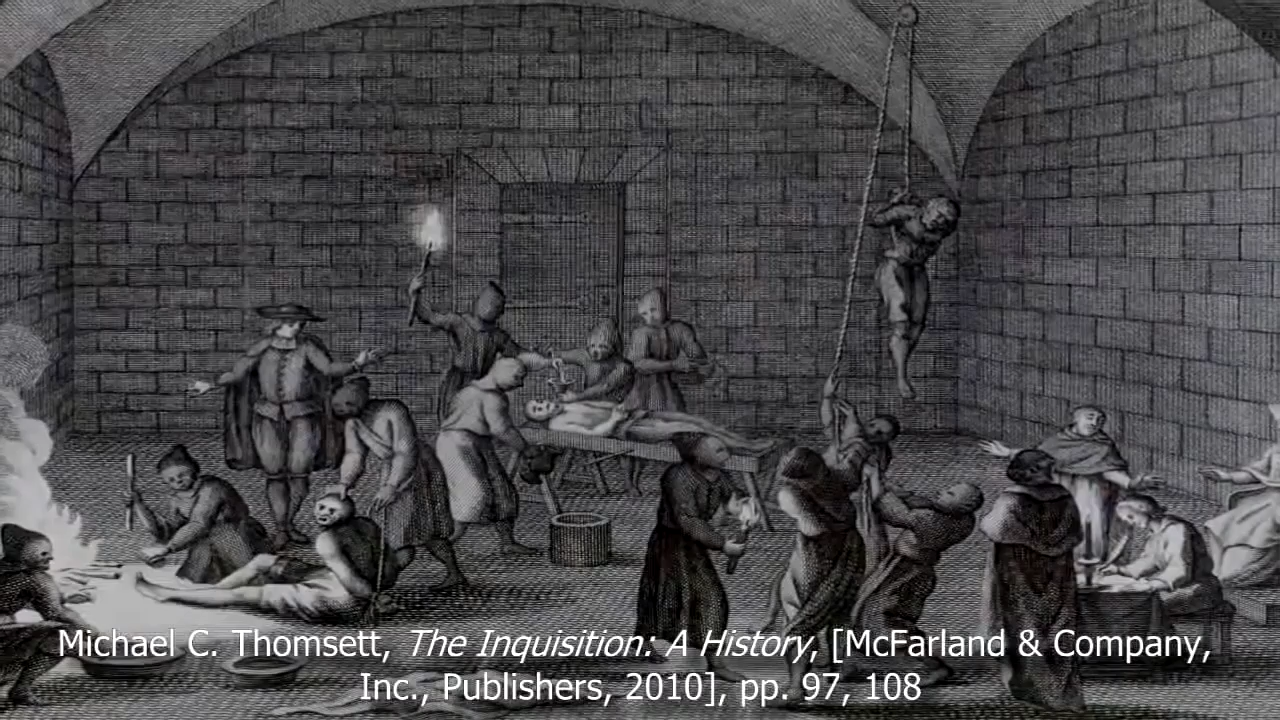 Michael C. Thomsett, The Inquisition: A History, [McFarland & Company,
Inc., Publishers, 2010], pp. 97, 108